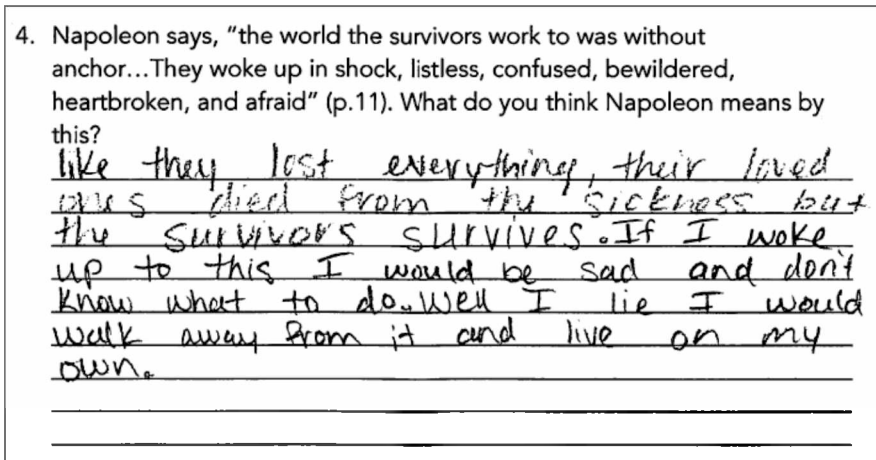 4. Napoleon says, "the world the survivors work to was without
anchor...They woke up in shock, listless, confused, bewildered,
heartbroken, and afraid" (p.11). What do you think Napoleon means by
this?
like they lost everything, their loved
ones died from the sickness but
the survivors survives. If I woke
up to this I would be sad and don't
know what to do. Well I lie I would
walk away from it and live on my
own.